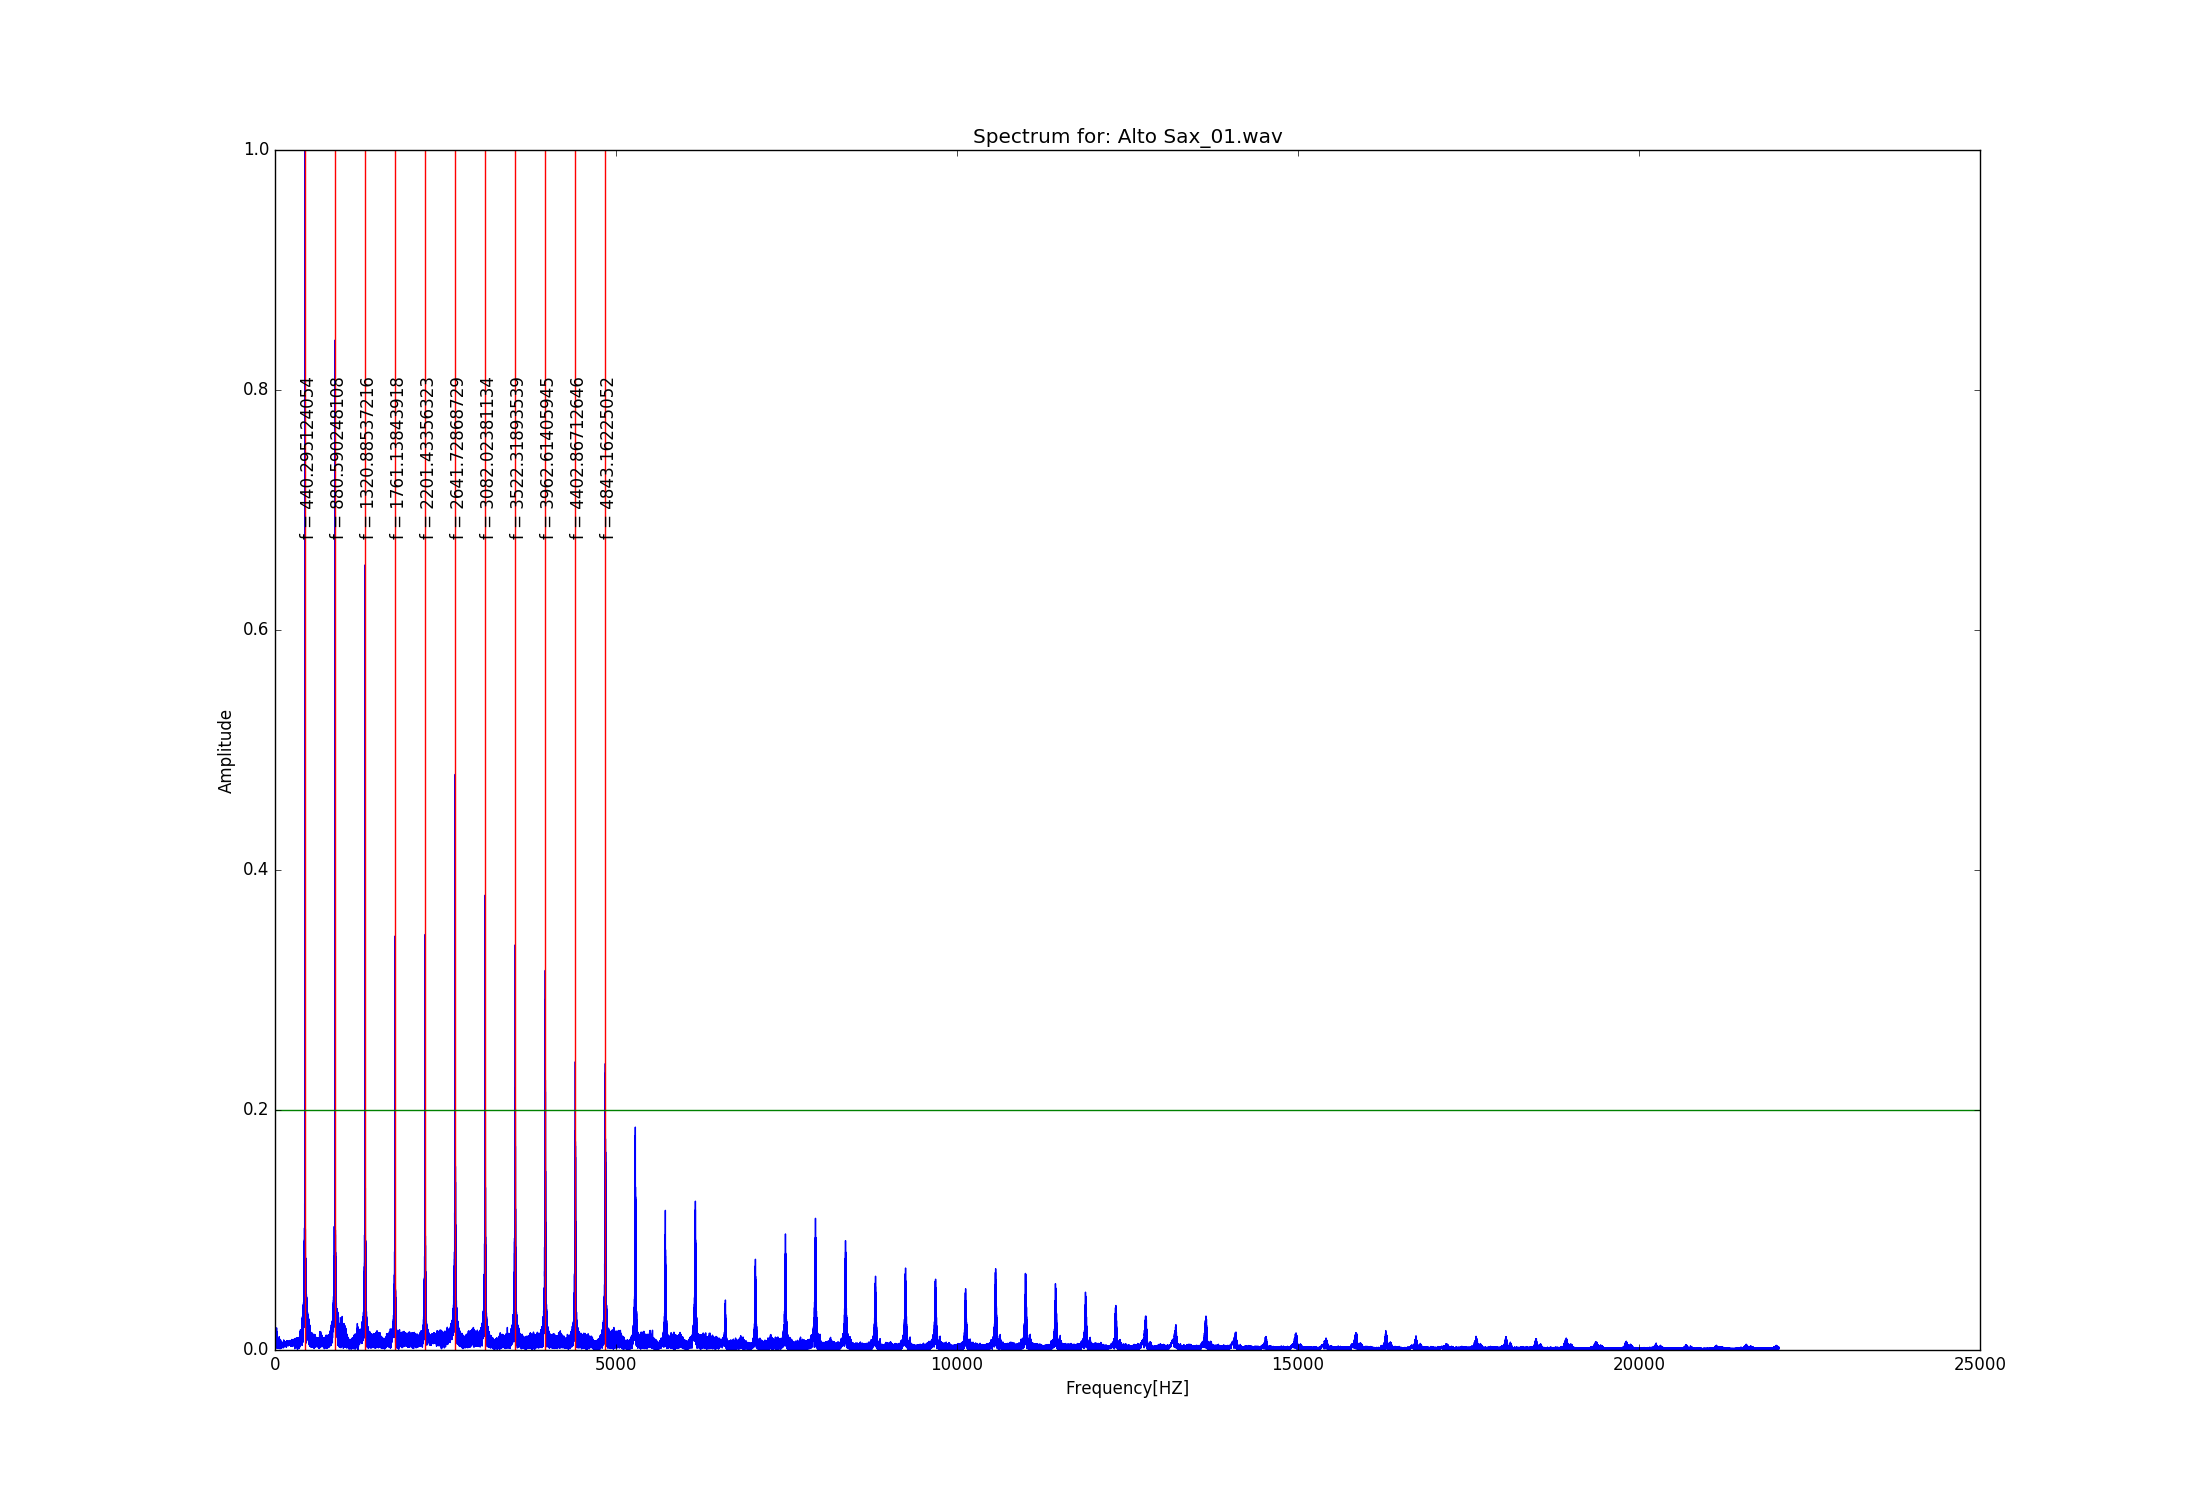 Spectrum for: Alto Sax_01.wav
1.0
0.8
0.6
0.4
0.2
0.0
Amplitude
f = 440.295124054
f = 880.590248108
f = 1320.88537216
f = 1761.13843918
f = 2201.43356323
f = 2641.72868729
f = 3082.02381134
f = 3522.31893539
f = 3962.61405945
f = 4402.86712646
f = 4843.16225052
0
5000
10000
15000
20000
25000
Frequency[HZ]